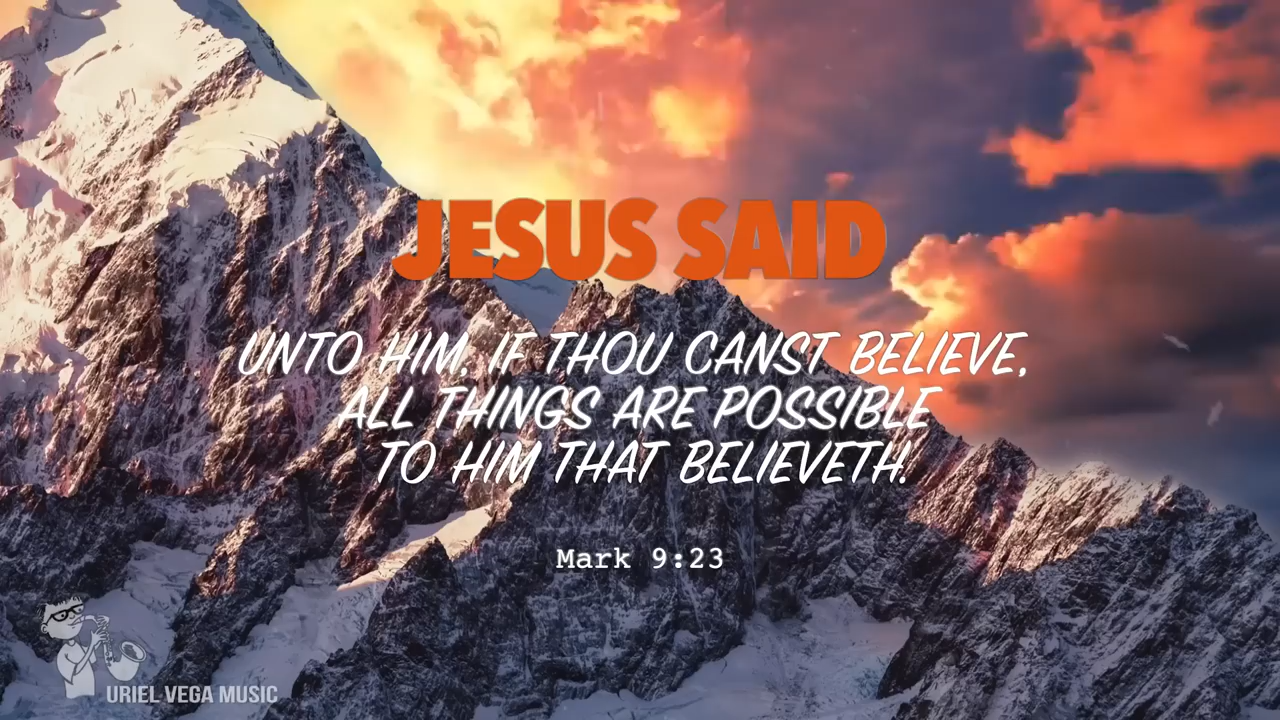 JESUS SAID
UNTO HIM, IF THOU CANST BELIEVE,
ALL THINGS ARE POSSIBLE
TO HIM THAT BELIEVETH.
Mark 9:23
URIEL VEGA MUSIC